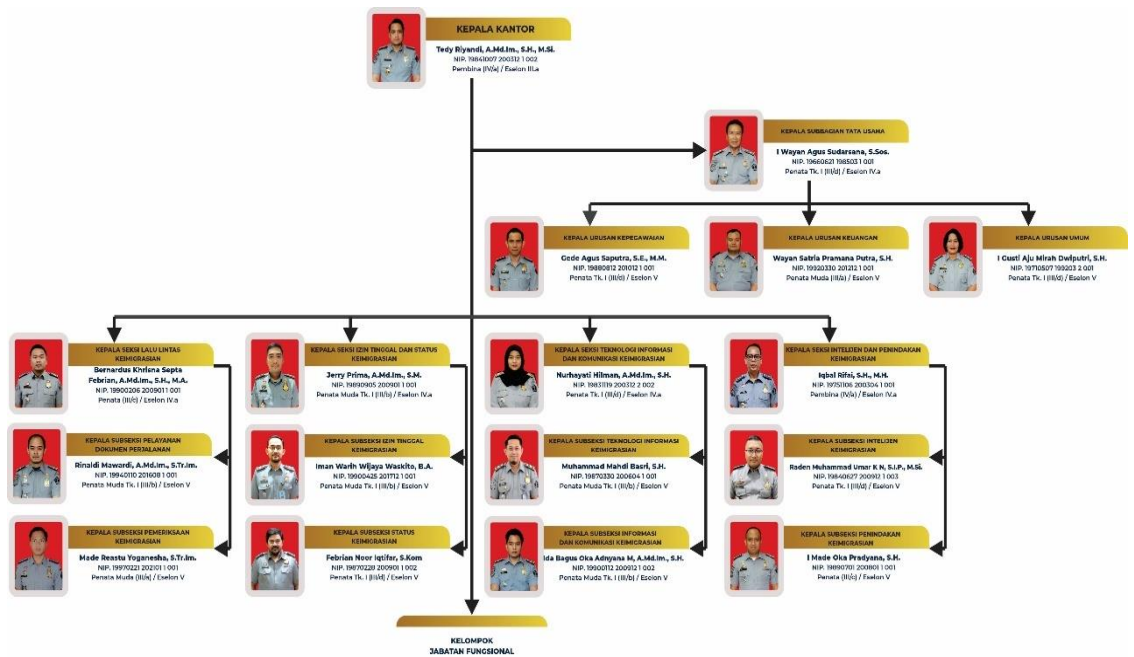 KEPALA KANTOR
Tedy Riyandi, A.Md.Im., S.H., M.Si.
NIP. 19841007 200312 1 002
Pembina (IV/a) / Eselon III.a
KEPALA SUBBAGIAN TATA USAHA
I Wayan Agus Sudarsana, S.Sos.
NIP. 19660621 198503 1 001
Penata Tk. I (III/d) / Eselon IV.a
KEPALA URUSAN KEPEGAWAIAN
Gede Agus Saputra, S.E., M.M.
NIP. 19880812 201012 1 001
Penata Tk. I (III/d) / Eselon V
KEPALA URUSAN KEUANGAN
Wayan Satria Pramana Putra, S.H.
NIP. 19920330 201212 1 001
Penata Muda (III/a) / Eselon V
KEPALA URUSAN UMUM
I Gusti Aju Mirah Dwiputri, S.H.
NIP. 19710507 199203 2 001
Penata Tk. I (III/d) / Eselon V
KEPALA SEKSI LALU LINTAS
KEIMIGRASIAN
Bernardus Khrisna Septa
Febrian, A.Md.Im., S.H., M.A.
NIP. 19900206 200901 1 001
Penata (III/c) / Eselon IV.a
KEPALA SEKSI IZIN TINGGAL DAN STATUS
KEIMIGRASIAN
Jerry Prima, A.Md.Im., S.M.
NIP. 19890905 200901 1 001
Penata Muda Tk. I (III/b) / Eselon IV.a
KEPALA SEKSI TEKNOLOGI INFORMASI
DAN KOMUNIKASI KEIMIGRASIAN
Nurhayati Hilman, A.Md.Im., S.H.
NIP. 19831119 200312 2 002
Penata Tk. I (III/d) / Eselon IV.a
KEPALA SEKSI INTELIJEN DAN PENINDAKAN
KEIMIGRASIAN
Iqbal Rifai, S.H., M.H.
NIP. 19751106 200304 1 001
Pembina (IV/a) / Eselon IV.a
KEPALA SUBSEKSI PELAYANAN
DOKUMEN PERJALANAN
Rinaldi Mawardi, A.Md.Im., S.Tr.Im.
NIP. 19940110 201608 1 001
Penata Muda Tk. I (III/b) / Eselon V
KEPALA SUBSEKSI IZIN TINGGAL
KEIMIGRASIAN
Iman Warih Wijaya Waskito, B.A.
NIP. 19900425 201712 1 001
Penata Muda Tk. I (III/b) / Eselon V
KEPALA SUBSEKSI TEKNOLOGI INFORMASI
KEIMIGRASIAN
Muhammad Mahdi Basri, S.H.
NIP. 19870330 200604 1 001
Penata Muda Tk. I (III/b) / Eselon V
KEPALA SUBSEKSI INTELIJEN
KEIMIGRASIAN
Raden Muhammad Umar K N, S.I.P., M.Si.
NIP. 19840627 200912 1 003
Penata Tk. I (III/d) / Eselon V
KEPALA SUBSEKSI PEMERIKSAAN
KEIMIGRASIAN
Made Reastu Yoganesha, S.Tr.Im.
NIP. 19970221 202101 1 001
Penata Muda (III/a) / Eselon V
KEPALA SUBSEKSI STATUS
KEIMIGRASIAN
Febrian Noor Iqtifar, S.Kom
NIP. 19870228 200901 1 002
Penata Tk. I (III/d) / Eselon V
KEPALA SUBSEKSI INFORMASI
DAN KOMUNIKASI KEIMIGRASIAN
Ida Bagus Oka Adnyana M, A.Md.Im., S.H.
NIP. 19900112 200912 1 002
Penata Muda Tk. I (III/b) / Eselon V
KEPALA SUBSEKSI PENINDAKAN
KEIMIGRASIAN
I Made Oka Pradyana, S.H.
NIP. 19890701 200801 1 001
Penata (III/c) / Eselon V
KELOMPOK
JABATAN FUNGSIONAL